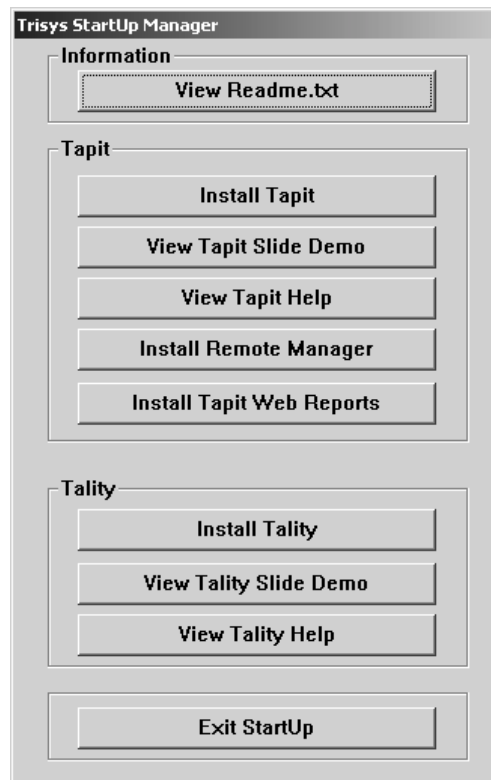 Trisys StartUp Manager
Information
View Readme.txt
Tapit
Install Tapit
View Tapit Slide Demo
View Tapit Help
Install Remote Manager
Install Tapit Web Reports
Tality
Install Tality
View Tality Slide Demo
View Tality Help
Exit StartUp